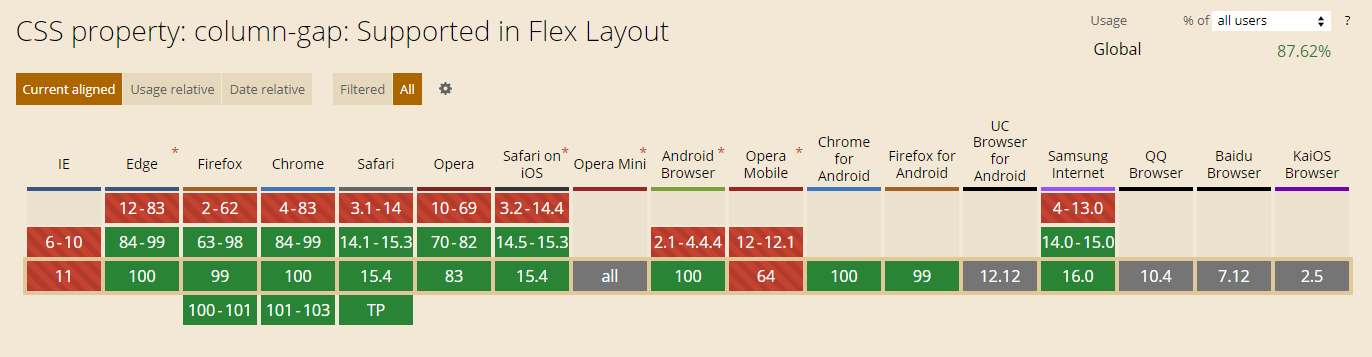 CSS property: column-gap: Supported in Flex Layout
Usage % of all users ?
Global 87.62%
Current aligned Usage relative Date relative Filtered All
IE Edge * Firefox Chrome Safari Opera Safari on iOS * Opera Mini * Android Browser * Opera Mobile * Chrome for Android Firefox for Android UC Browser for Android Samsung Internet QQ Browser Baidu Browser KaiOS Browser
12-83 2-62 4-83 3.1-14 10-69 3.2-14.4 4-13.0
6-10 84-99 63-98 84-99 14.1-15.3 70-82 14.5-15.3 2.1-4.4.4 12-12.1 14.0-15.0
11 100 99 100 15.4 83 15.4 all 100 64 100 99 12.12 16.0 10.4 7.12 2.5
100-101 101-103 TP